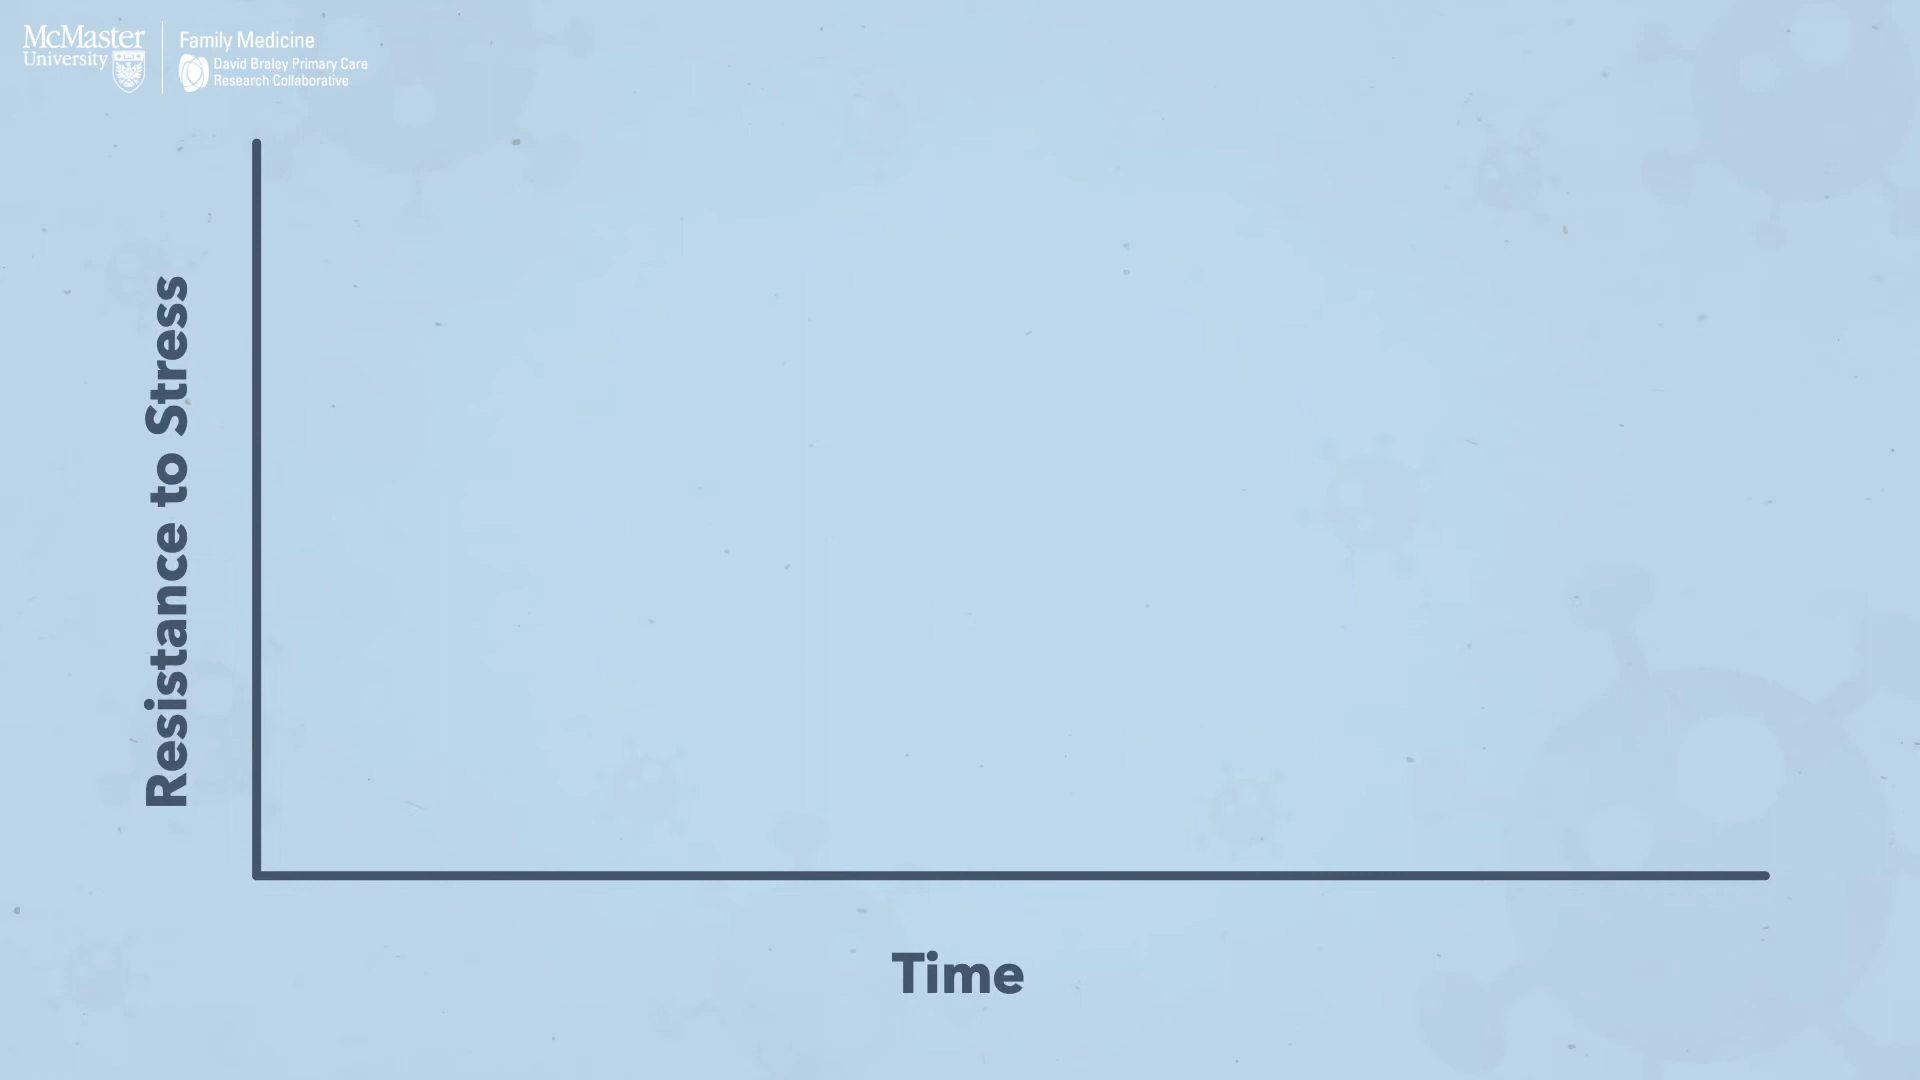 McMaster
University
Family Medicine
David Braley Primary Care
Research Collaborative
Resistance to Stress
Time